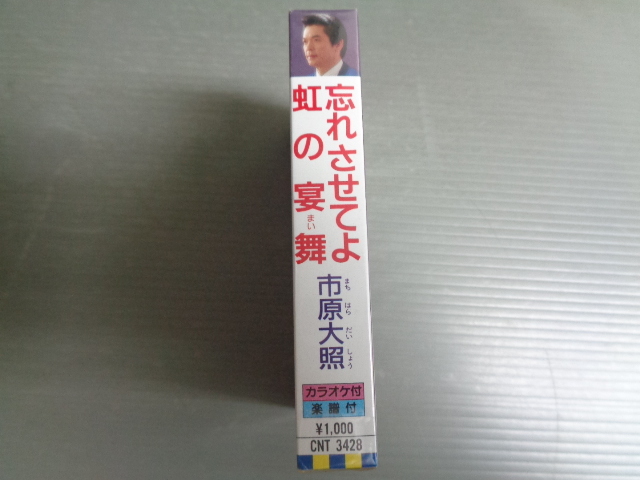 忘れさせてよ
虹の宴舞
まい
市原大照
まち はら だい しょう
カラオケ付
楽譜付
¥1,000
CNT 3428